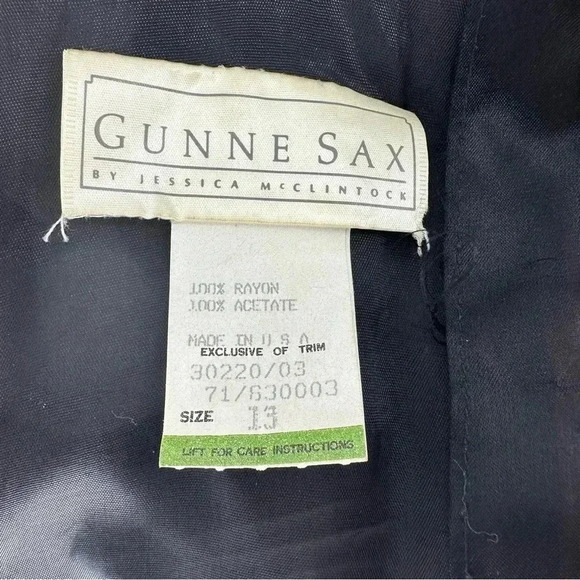 GUNNE SAX
BY JESSICA McCLINTOCK
100% RAYON
100% ACETATE
MADE IN U S A
EXCLUSIVE OF TRIM
30220/03
71/830003
SIZE 13
LIFT FOR CARE INSTRUCTIONS